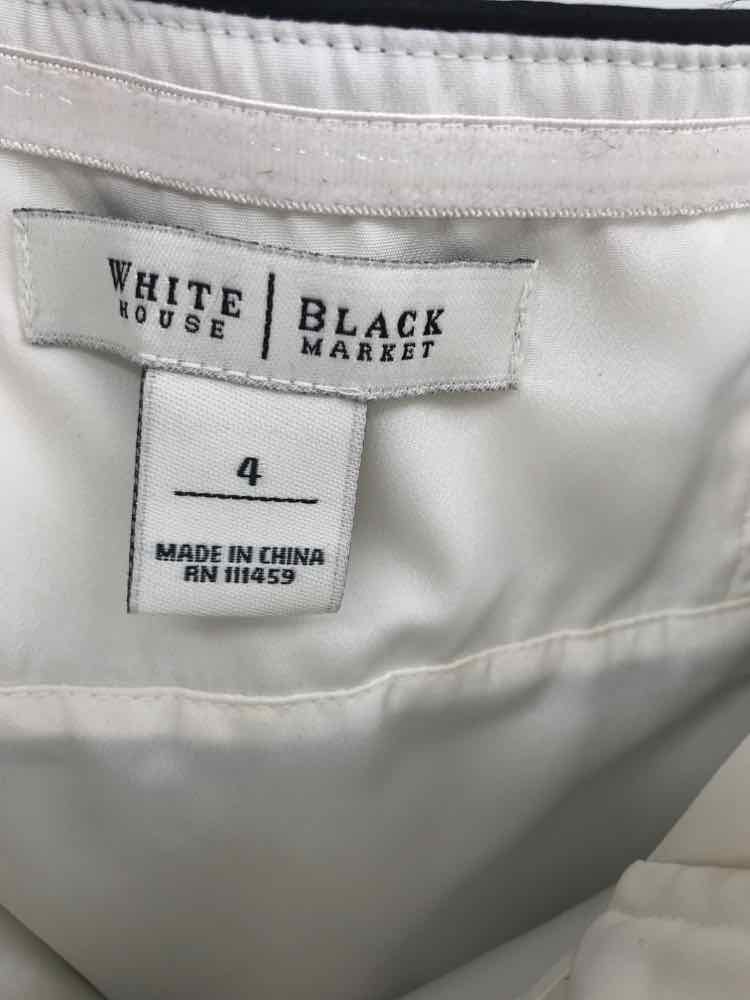 WHITE | BLACK
HOUSE | MARKET
4
MADE IN CHINA
RN 111459